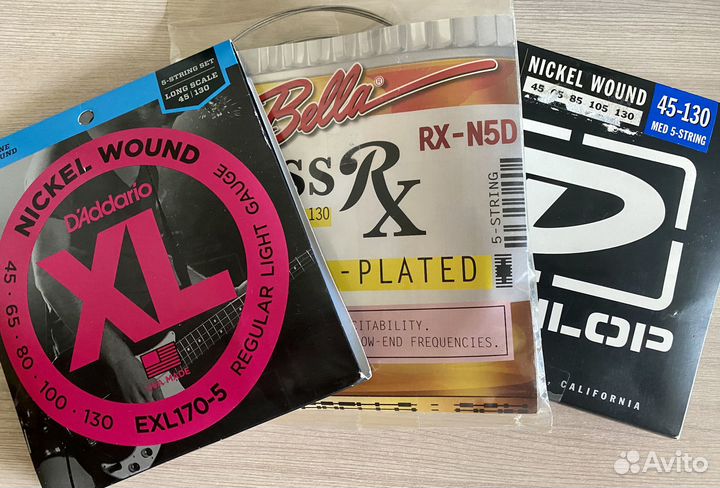 5-STRING SET
LONG SCALE
45 | 130
NICKEL WOUND
D'Addario
XL
45 · 65 · 80 · 100 · 130
REGULAR LIGHT GAUGE
U.S.A. MADE
EXL170-5
Bella
RX-N5D
SS Rx
130
5-STRING
-PLATED
CITABILITY.
OW-END FREQUENCIES.
NICKEL WOUND
45 65 85 105 130
45-130
MED 5-STRING
LOP
CALIFORNIA
Avito